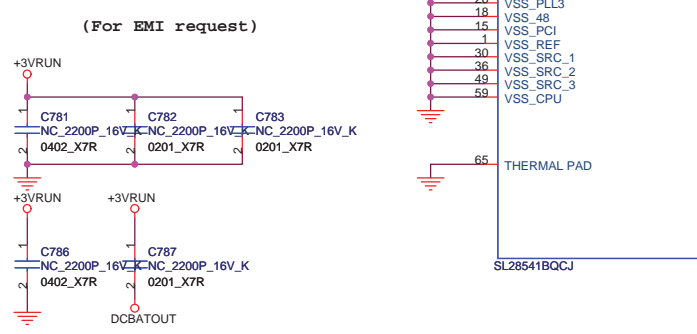 (For EMI request)
+3VRUN
1
1
1
C781
C782
C783
NC_2200P_16V_K
NC_2200P_16V_K
NC_2200P_16V_K
2
2
2
0402_X7R
0201_X7R
0201_X7R
+3VRUN
+3VRUN
1
1
C786
C787
NC_2200P_16V_K
NC_2200P_16V_K
2
2
0402_X7R
0201_X7R
DCBATOUT
VSS_PLL3
18 VSS_48
15 VSS_PCI
1 VSS_REF
30 VSS_SRC_1
36 VSS_SRC_2
49 VSS_SRC_3
59 VSS_CPU
65 THERMAL PAD
SL28541BQCJ